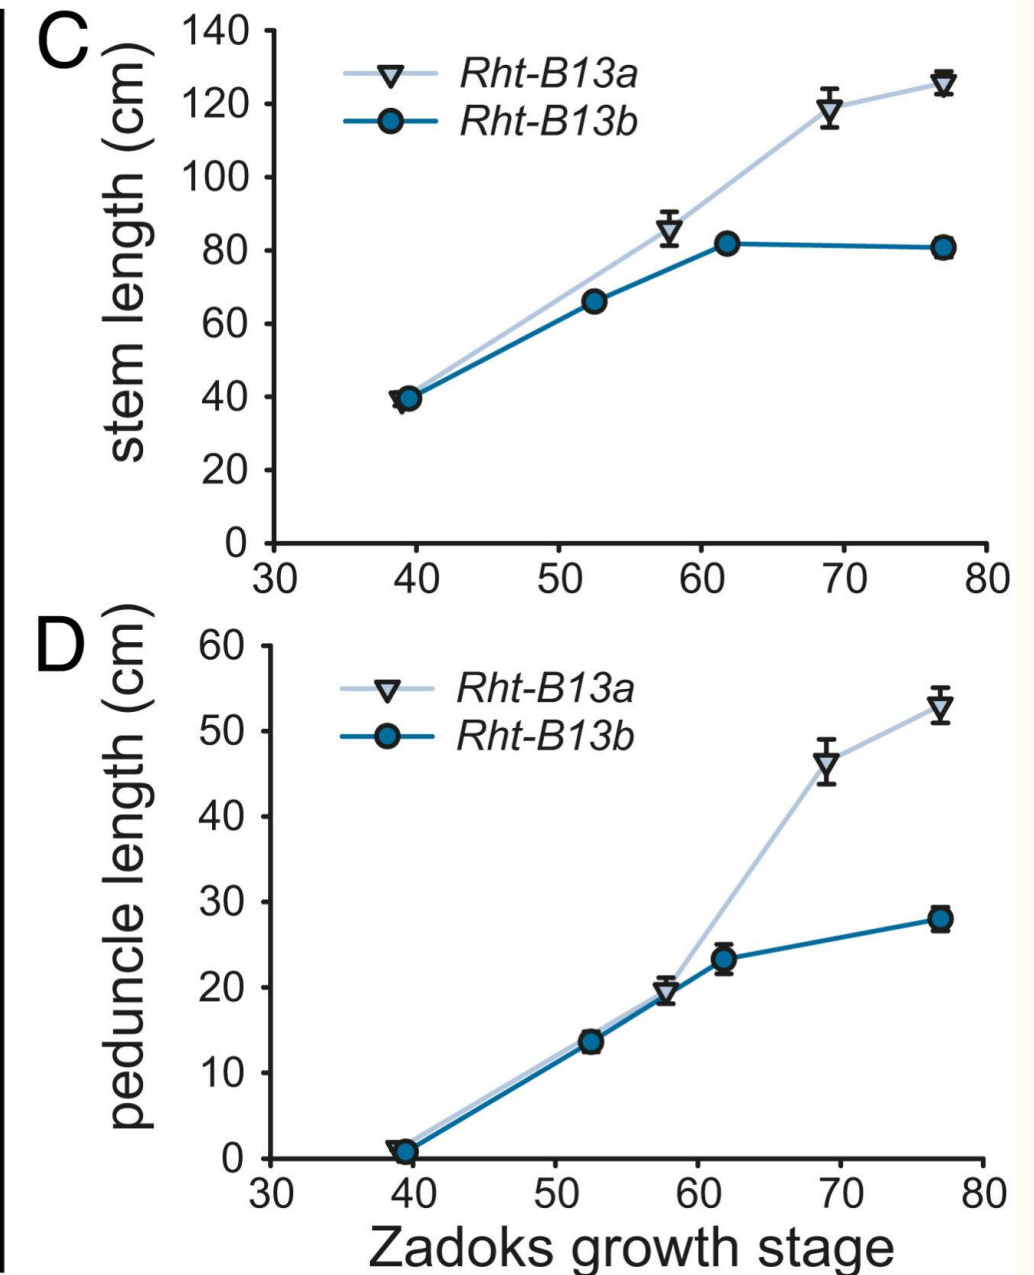 C
stem length (cm)
140
120
100
80
60
40
20
0
Rht-B13a
Rht-B13b
30 40 50 60 70 80
D
peduncle length (cm)
60
50
40
30
20
10
0
Rht-B13a
Rht-B13b
30 40 50 60 70 80
Zadoks growth stage